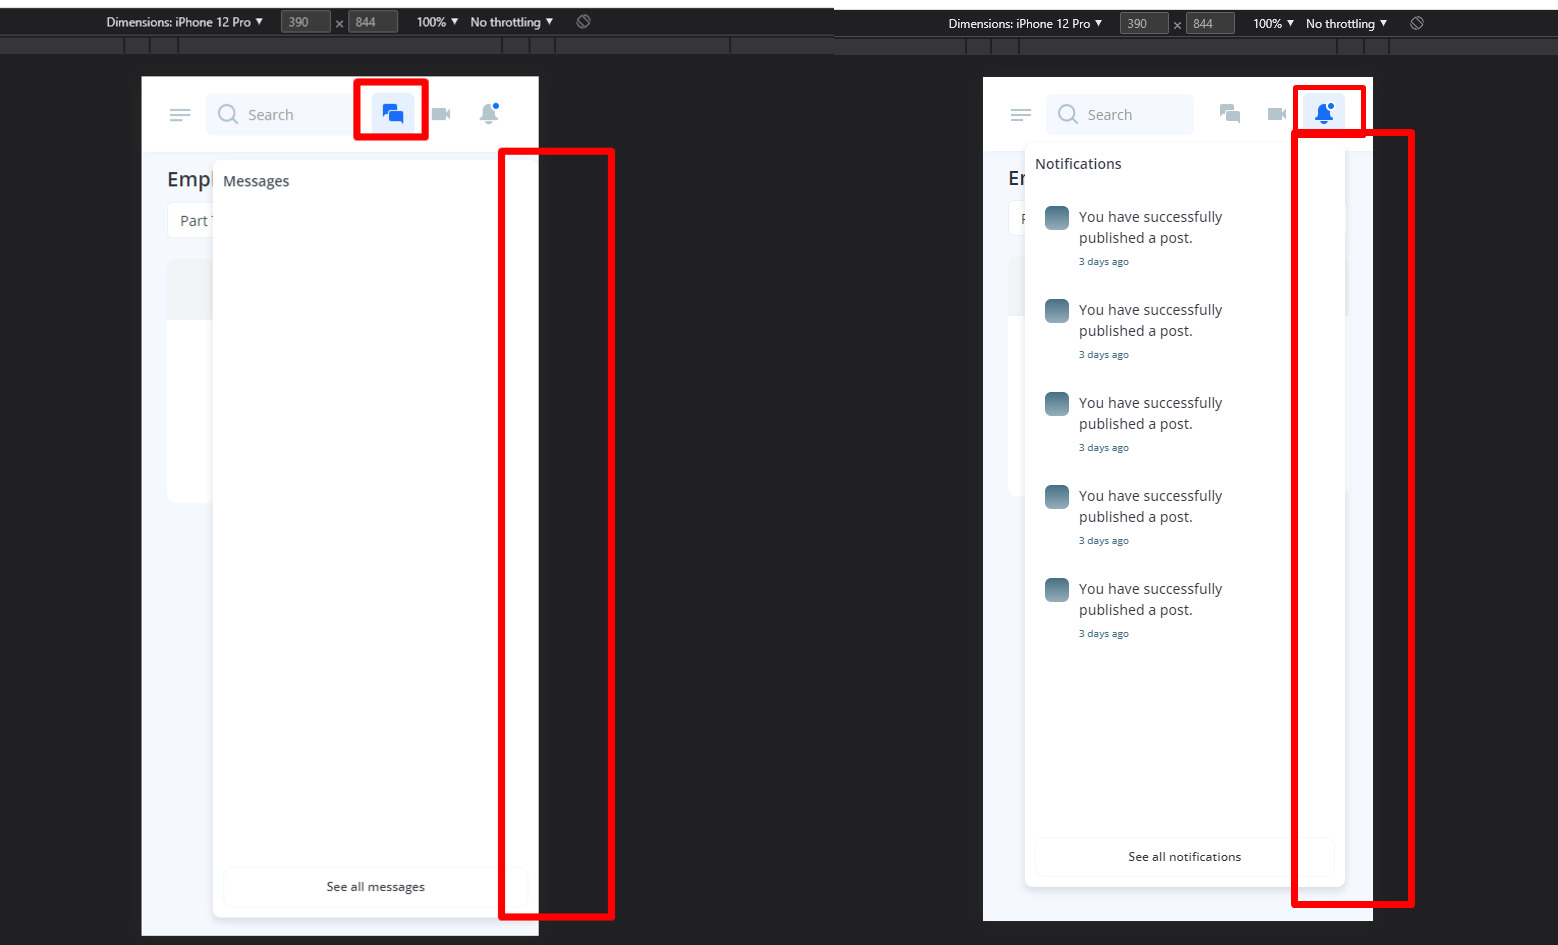 Dimensions: iPhone 12 Pro ▼ 390 × 844 100% ▼ No throttling ▼
Search
Empl
Messages
Part T
See all messages
Dimensions: iPhone 12 Pro ▼ 390 × 844 100% ▼ No throttling ▼
Search
Notifications
You have successfully
published a post.
3 days ago
You have successfully
published a post.
3 days ago
You have successfully
published a post.
3 days ago
You have successfully
published a post.
3 days ago
You have successfully
published a post.
3 days ago
See all notifications